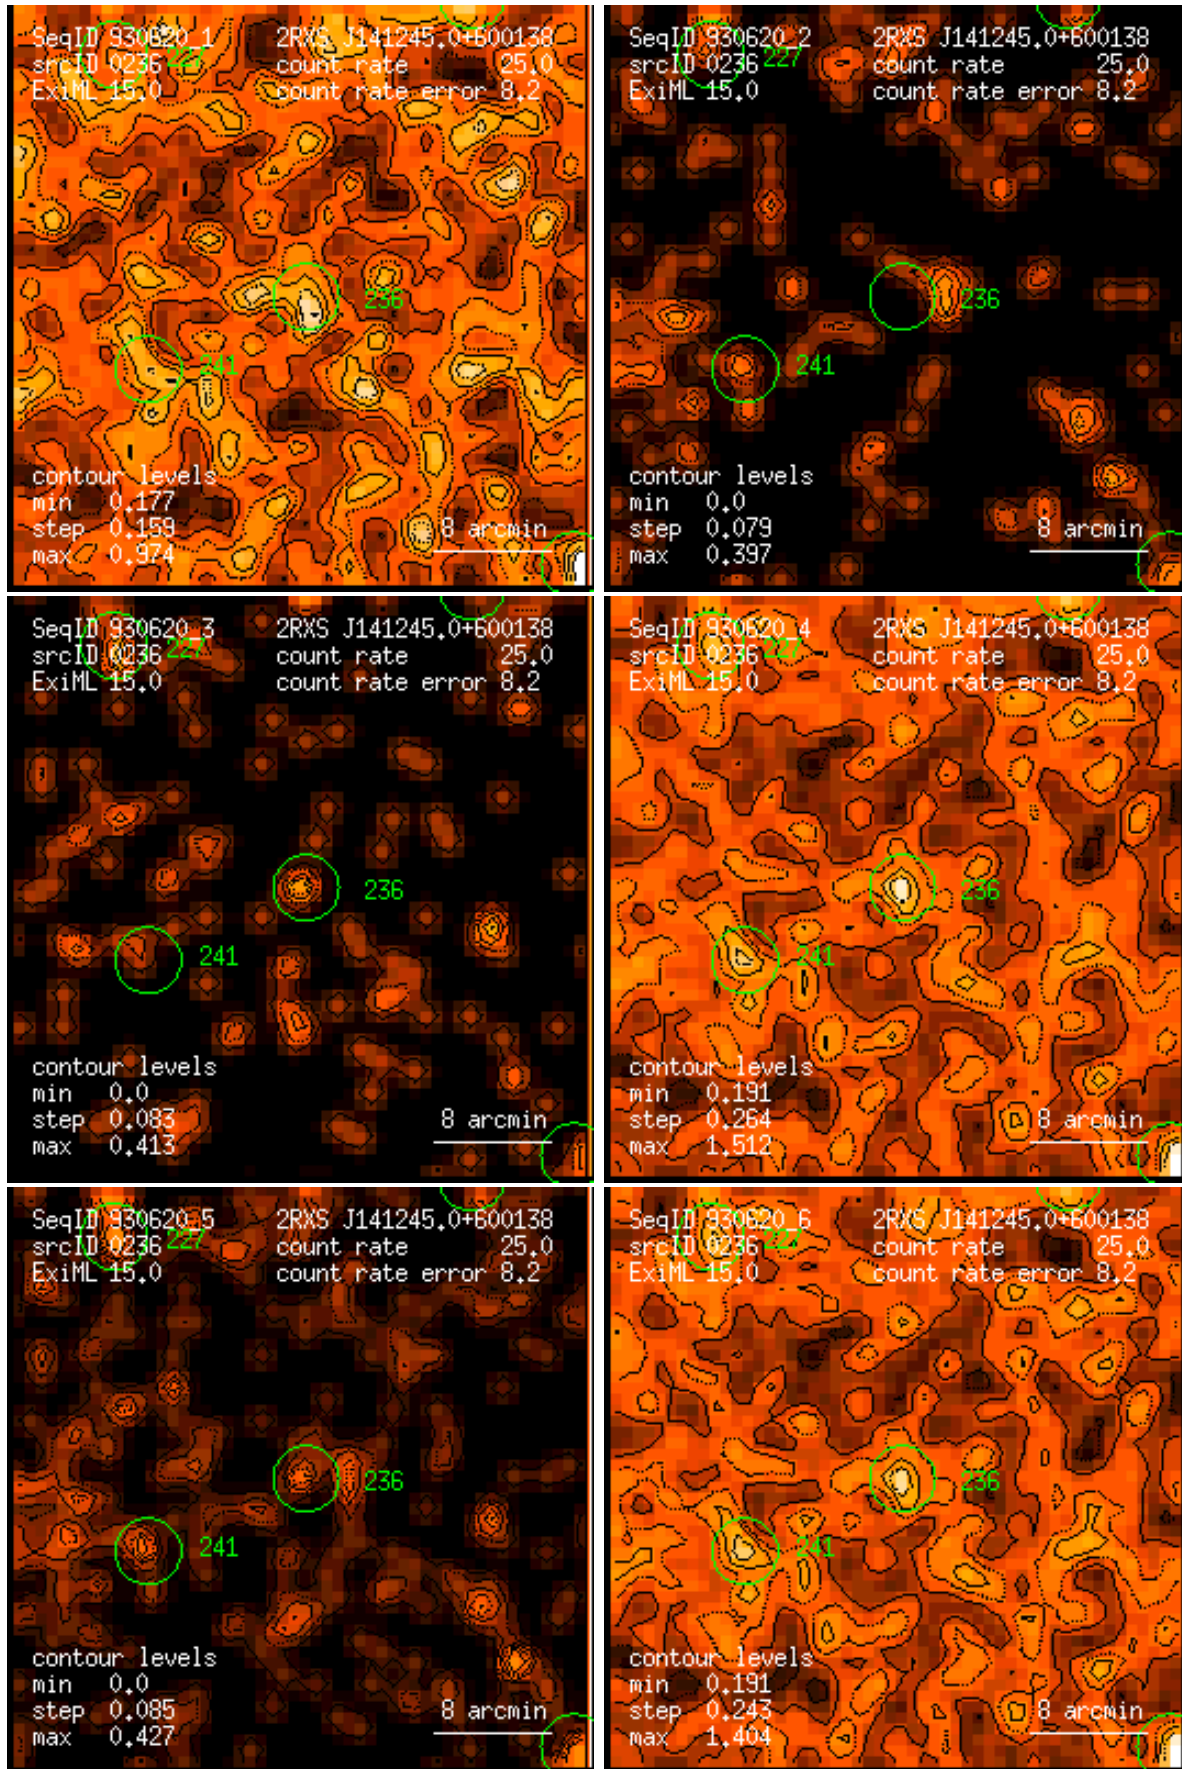 SeqID 930620_1 2RXS J141245.0+600138
srcID 0236 227 count rate 25.0
ExiML 15.0 count rate error 8.2
236
241
contour levels
min 0.177
step 0.159
max 0.974
8 arcmin
SeqID 930620_2 2RXS J141245.0+600138
srcID 0236 227 count rate 25.0
ExiML 15.0 count rate error 8.2
236
241
contour levels
min 0.0
step 0.079
max 0.397
8 arcmin
SeqID 930620_3 2RXS J141245.0+600138
srcID 0236 227 count rate 25.0
ExiML 15.0 count rate error 8.2
236
241
contour levels
min 0.0
step 0.083
max 0.413
8 arcmin
SeqID 930620_4 2RXS J141245.0+600138
srcID 0236 227 count rate 25.0
ExiML 15.0 count rate error 8.2
236
241
contour levels
min 0.191
step 0.264
max 1.512
8 arcmin
SeqID 930620_5 2RXS J141245.0+600138
srcID 0236 227 count rate 25.0
ExiML 15.0 count rate error 8.2
236
241
contour levels
min 0.0
step 0.085
max 0.427
8 arcmin
SeqID 930620_6 2RXS J141245.0+600138
srcID 0236 227 count rate 25.0
ExiML 15.0 count rate error 8.2
236
241
contour levels
min 0.191
step 0.243
max 1.404
8 arcmin